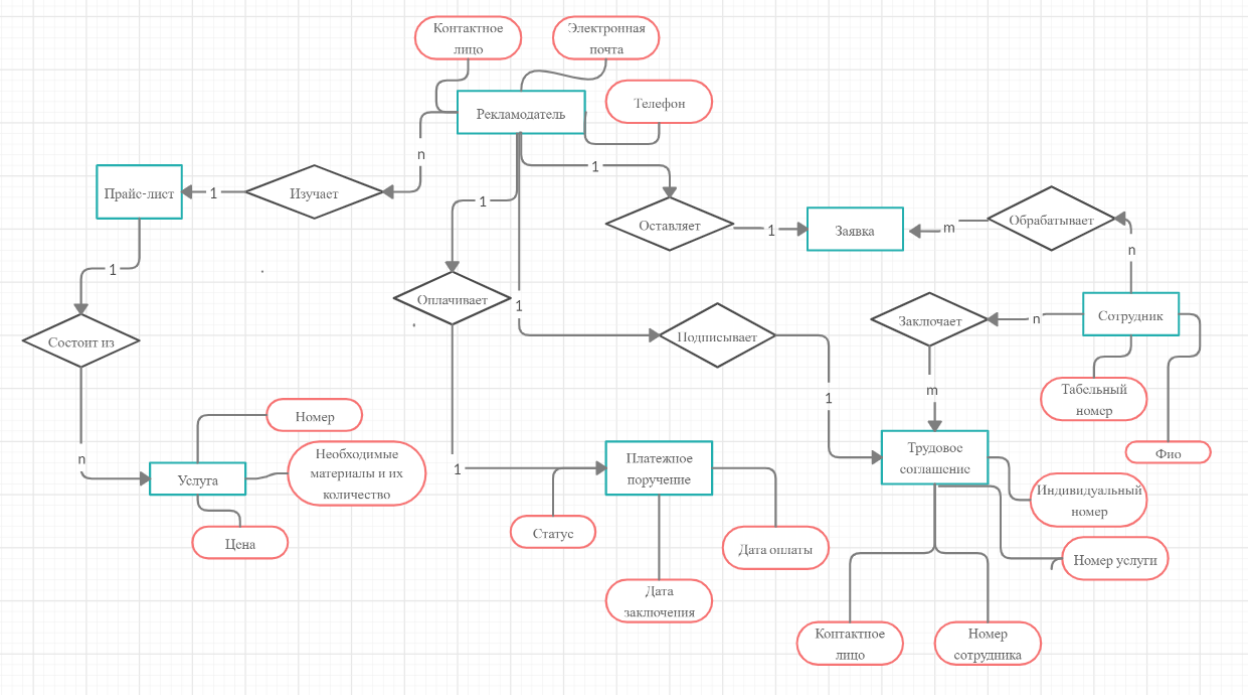 Контактное
лицо
Электронная
почта
Телефон
Рекламодатель
n
1
Прайс-лист
1
Изучает
1
Оставляет
1
Заявка
m
Обрабатывает
n
1
Оплачивает
1
Состоит из
Подписывает
Заключает
n
Сотрудник
1
m
Табельный
номер
Фио
Номер
n
Услуга
Необходимые
материалы и их
количество
Цена
1
Платежное
поручение
Статус
Дата оплаты
Дата
заключения
Трудовое
соглашение
Индивидуальный
номер
Номер услуги
Контактное
лицо
Номер
сотрудника